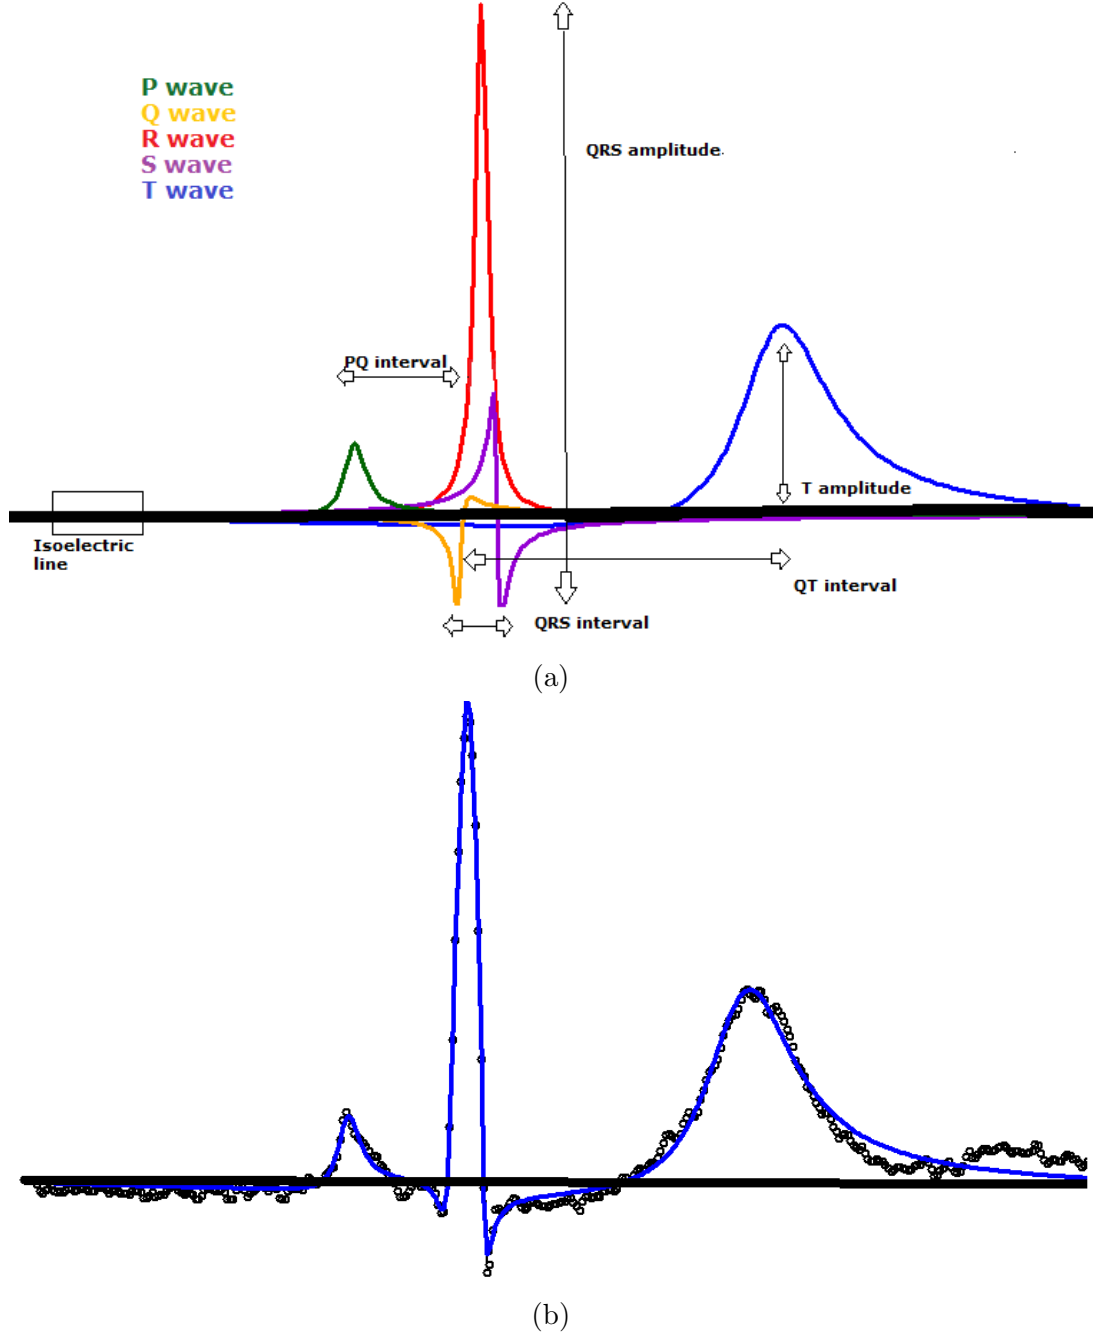 P wave
Q wave
R wave
S wave
T wave
QRS amplitude
PQ interval
T amplitude
Isoelectric
line
QT interval
QRS interval
(a)
(b)